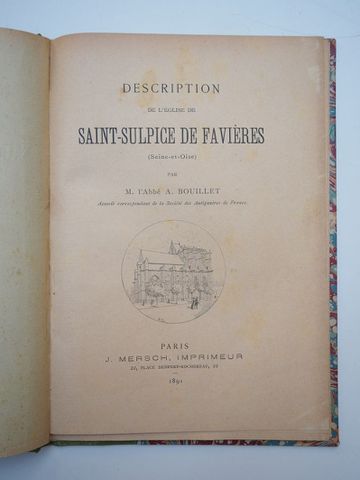 DESCRIPTION
DE L'ÉGLISE DE
SAINT-SULPICE DE FAVIÈRES
(Seine-et-Oise)
PAR
M. l'Abbé A. BOUILLET
Associé correspondant de la Société des Antiquaires de France.
PARIS
J. MERSCH, IMPRIMEUR
22, PLACE DENFERT-ROCHEREAU, 22
1891